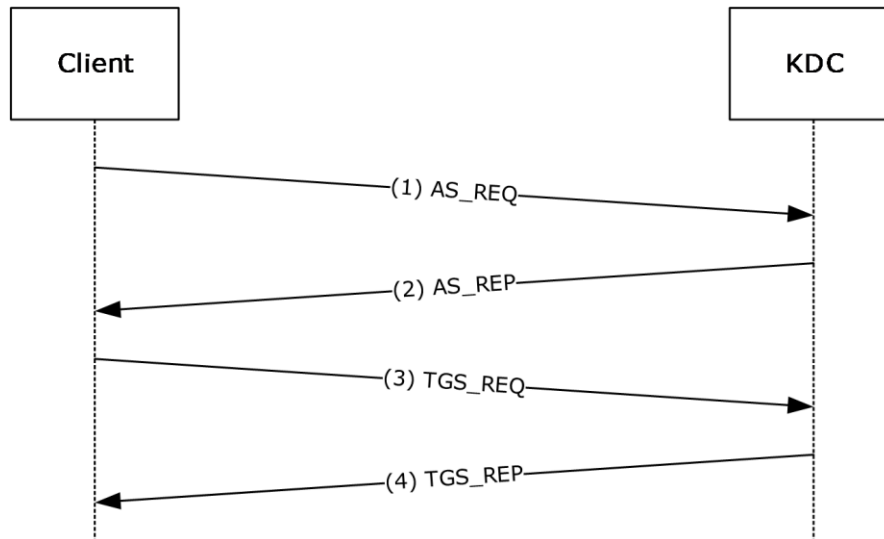 Client
KDC
(1) AS_REQ
(2) AS_REP
(3) TGS_REQ
(4) TGS_REP